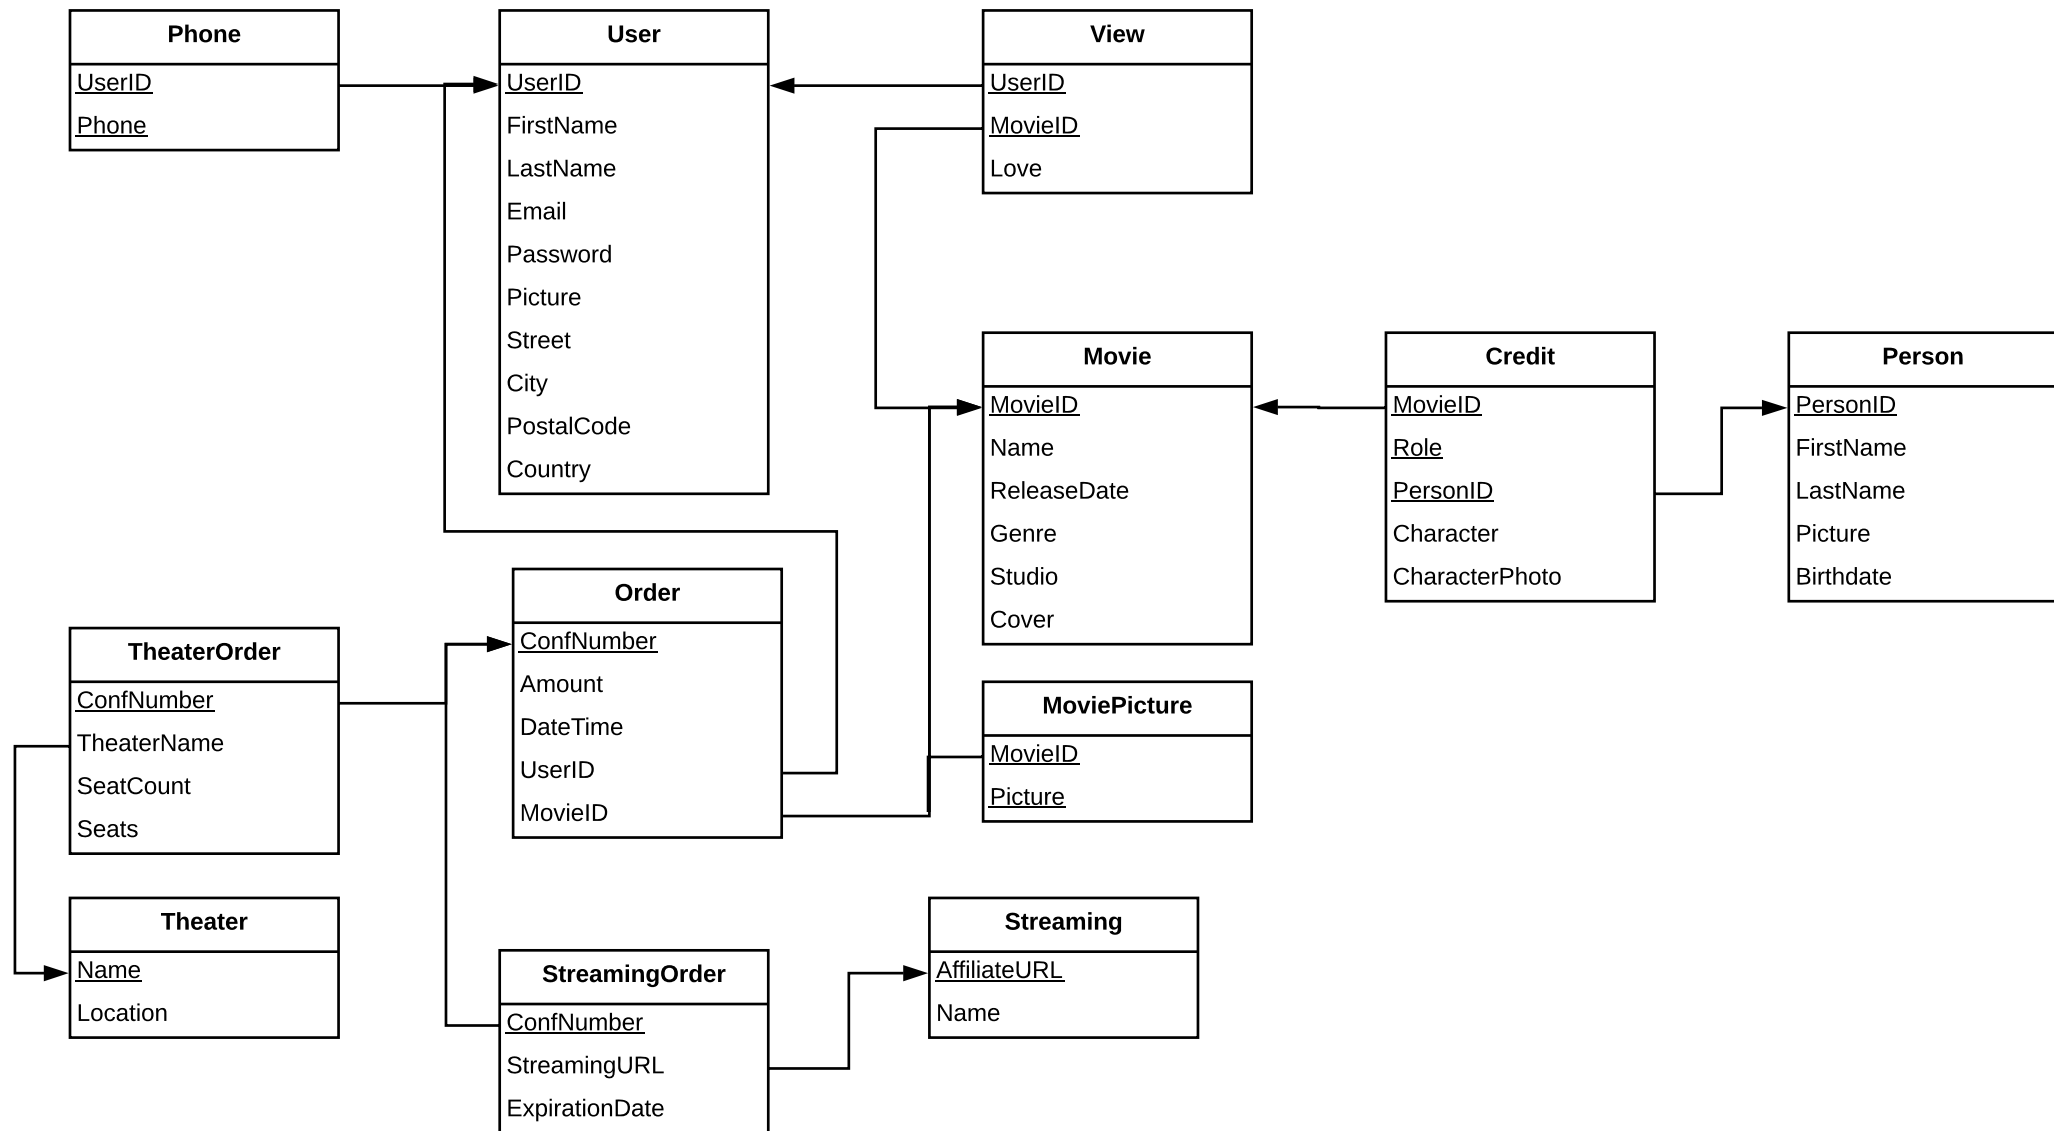 Phone
UserID
Phone
User
UserID
FirstName
LastName
Email
Password
Picture
Street
City
PostalCode
Country
View
UserID
MovieID
Love
Movie
MovieID
Name
ReleaseDate
Genre
Studio
Cover
Credit
MovieID
Role
PersonID
Character
CharacterPhoto
Person
PersonID
FirstName
LastName
Picture
Birthdate
TheaterOrder
ConfNumber
TheaterName
SeatCount
Seats
Order
ConfNumber
Amount
DateTime
UserID
MovieID
MoviePicture
MovieID
Picture
Theater
Name
Location
StreamingOrder
ConfNumber
StreamingURL
ExpirationDate
Streaming
AffiliateURL
Name